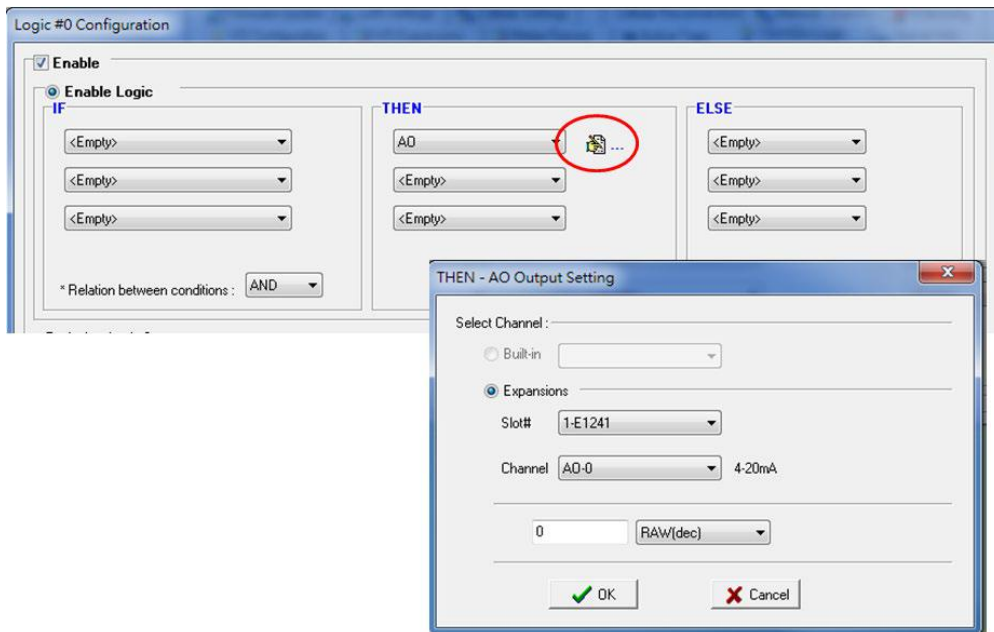 Logic #0 Configuration
Enable
Enable Logic
IF
THEN
ELSE
<Empty>
AO
...
<Empty>
<Empty>
<Empty>
<Empty>
<Empty>
<Empty>
<Empty>
* Relation between conditions : AND
THEN - AO Output Setting
Select Channel :
Built-in
Expansions
Slot# 1-E1241
Channel AO-0 4-20mA
0 RAW(dec)
OK Cancel